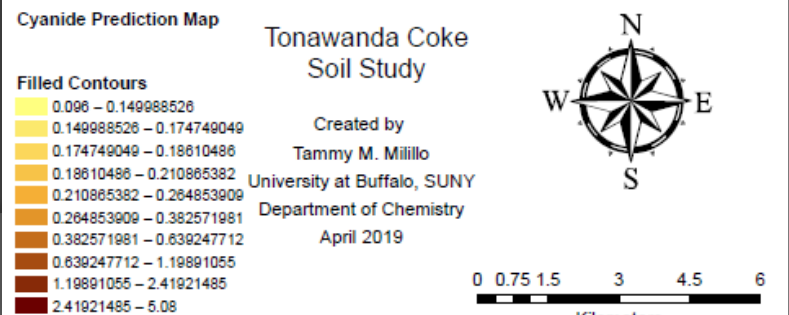 Cyanide Prediction Map
Filled Contours
0.096 – 0.149988526
0.149988526 – 0.174749049
0.174749049 – 0.18610486
0.18610486 – 0.210865382
0.210865382 – 0.264853909
0.264853909 – 0.382571981
0.382571981 – 0.639247712
0.639247712 – 1.19891055
1.19891055 – 2.41921485
2.41921485 – 5.08
Tonawanda Coke
Soil Study
Created by
Tammy M. Milillo
University at Buffalo, SUNY
Department of Chemistry
April 2019
N
W E
S
0 0.75 1.5 3 4.5 6